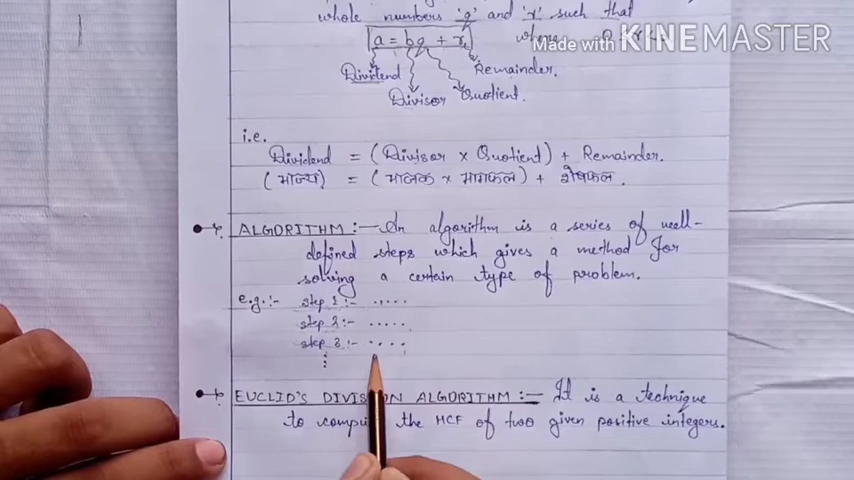 whole numbers 'q' and 'r' such that
a = bq + r, where
Made with KINEMASTER
Dividend Remainder.
Divisor Quotient.
i.e.
Dividend = (Divisor × Quotient) + Remainder.
(भाज्य) = (भाजक × भागफल) + शेषफल.
ALGORITHM :— An algorithm is a series of well-
defined steps which gives a method for
solving a certain type of problem.
e.g.:- step 1:- .....
step 2:- .....
step 3:- ....
⋮
EUCLID'S DIVISION ALGORITHM :— It is a technique
to compute the HCF of two given positive integers.